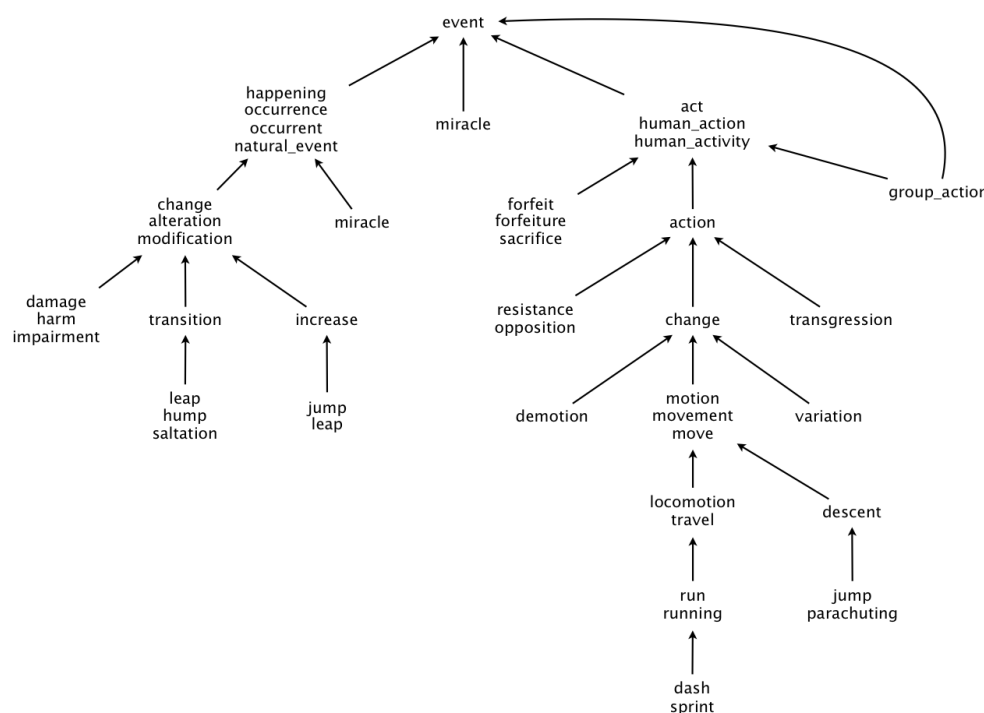 event
happening
occurrence
occurrent
natural_event
miracle
act
human_action
human_activity
group_action
change
alteration
modification
miracle
forfeit
forfeiture
sacrifice
action
damage
harm
impairment
transition
increase
resistance
opposition
change
transgression
leap
hump
saltation
jump
leap
demotion
motion
movement
move
variation
locomotion
travel
descent
run
running
jump
parachuting
dash
sprint